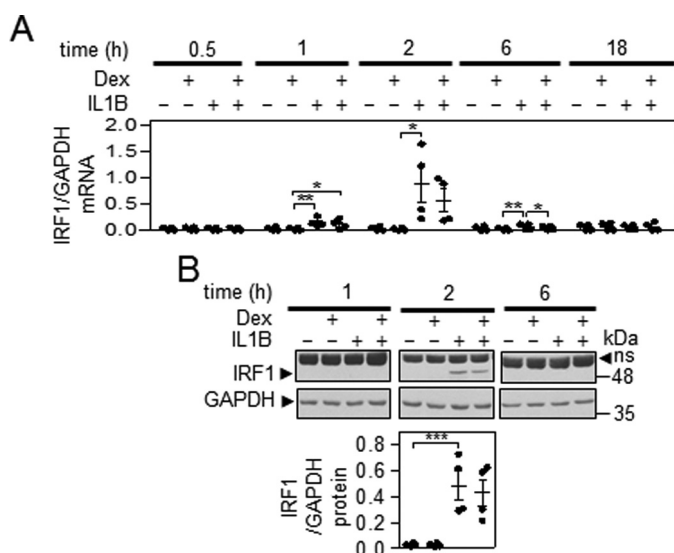 A
time (h) 0.5 1 2 6 18
Dex − + − + − + − + − + − + − + − + − + − +
IL1B − − + + − − + + − − + + − − + + − − + +
IRF1/GAPDH
mRNA
2.0
1.5
1.0
0.5
0.0
* ** * ** *
B
time (h) 1 2 6
Dex + + + + + +
IL1B − − + + − − + + − − + + kDa
IRF1 ns
48
GAPDH
35
IRF1
/GAPDH
protein
0.8
0.6
0.4
0.2
0.0
***